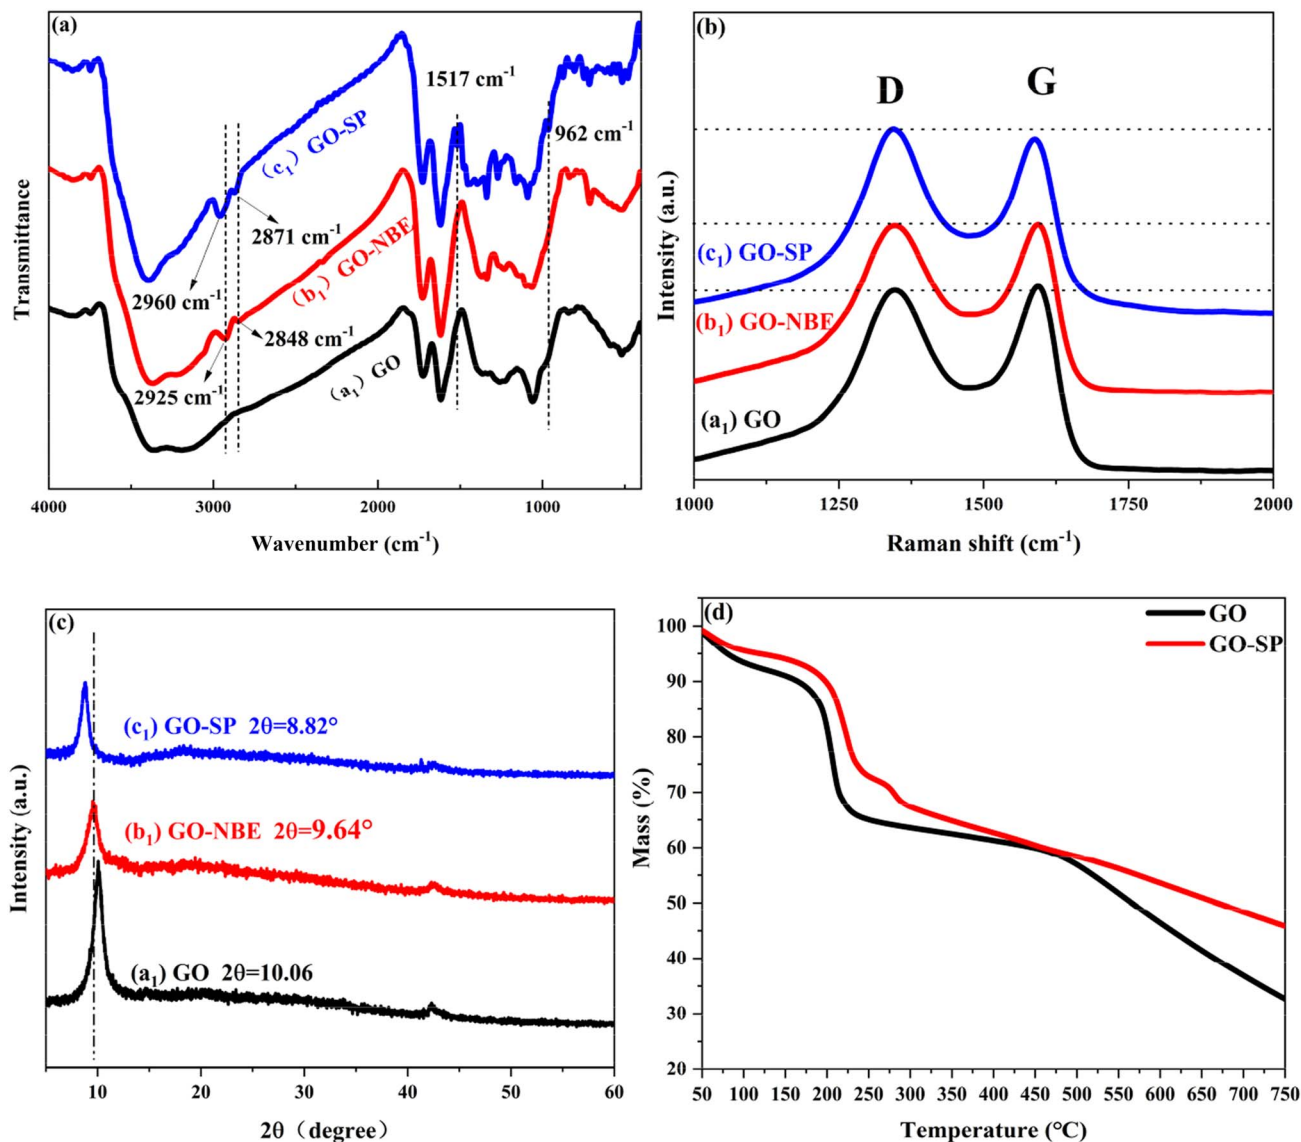 (a)
1517 cm-1
962 cm-1
(c1) GO-SP
2871 cm-1
2960 cm-1
(b1) GO-NBE
2848 cm-1
2925 cm-1
(a1) GO
Transmittance
4000 3000 2000 1000
Wavenumber (cm-1)
(b)
D G
(c1) GO-SP
(b1) GO-NBE
(a1) GO
Intensity (a.u.)
1000 1250 1500 1750 2000
Raman shift (cm-1)
(c)
(c1) GO-SP 2θ=8.82°
(b1) GO-NBE 2θ=9.64°
(a1) GO 2θ=10.06
Intensity (a.u.)
10 20 30 40 50 60
2θ (degree)
(d)
GO
GO-SP
100
90
80
70
60
50
40
30
20
Mass (%)
50 100 150 200 250 300 350 400 450 500 550 600 650 700 750
Temperature (°C)